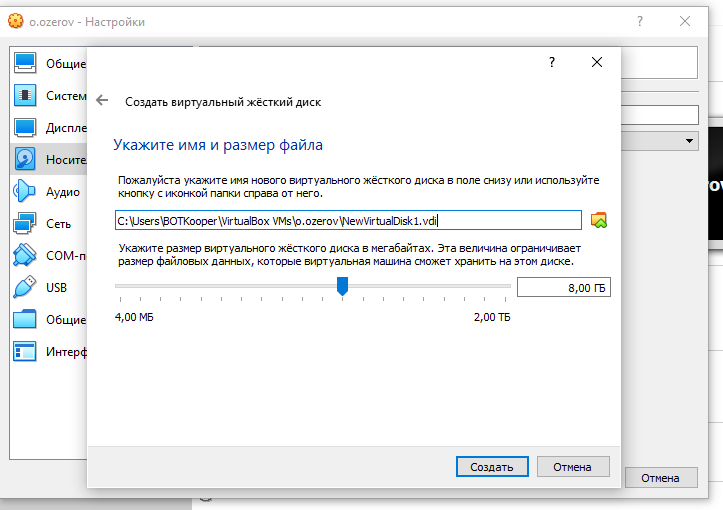 o.ozerov - Настройки
?
Общие
Систем
Диспле
Носите
Аудио
Сеть
COM-п
USB
Общие
Интерф
?
Создать виртуальный жёсткий диск
Укажите имя и размер файла
Пожалуйста укажите имя нового виртуального жёсткого диска в поле снизу или используйте
кнопку с иконкой папки справа от него.
C:\Users\BOTKooper\VirtualBox VMs\o.ozerov\NewVirtualDisk1.vdi
Укажите размер виртуального жёсткого диска в мегабайтах. Эта величина ограничивает
размер файловых данных, которые виртуальная машина сможет хранить на этом диске.
8,00 ГБ
4,00 МБ
2,00 ТБ
Создать
Отмена
Отмена